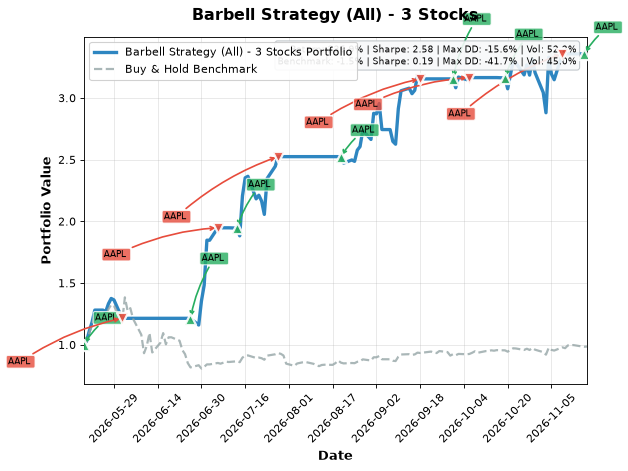 Barbell Strategy (All) - 3 Stocks
AAPL
AAPL
AAPL
Barbell Strategy (All) - 3 Stocks Portfolio
Buy & Hold Benchmark
% | Sharpe: 2.58 | Max DD: -15.6% | Vol: 52.
% | Sharpe: 0.19 | Max DD: -41.7% | Vol: 45.0%
AAPL
AAPL
AAPL
AAPL
AAPL
AAPL
AAPL
AAPL
AAPL
AAPL
AAPL
Portfolio Value
3.0
2.5
2.0
1.5
1.0
2026-05-29
2026-06-14
2026-06-30
2026-07-16
2026-08-01
2026-08-17
2026-09-02
2026-09-18
2026-10-04
2026-10-20
2026-11-05
Date